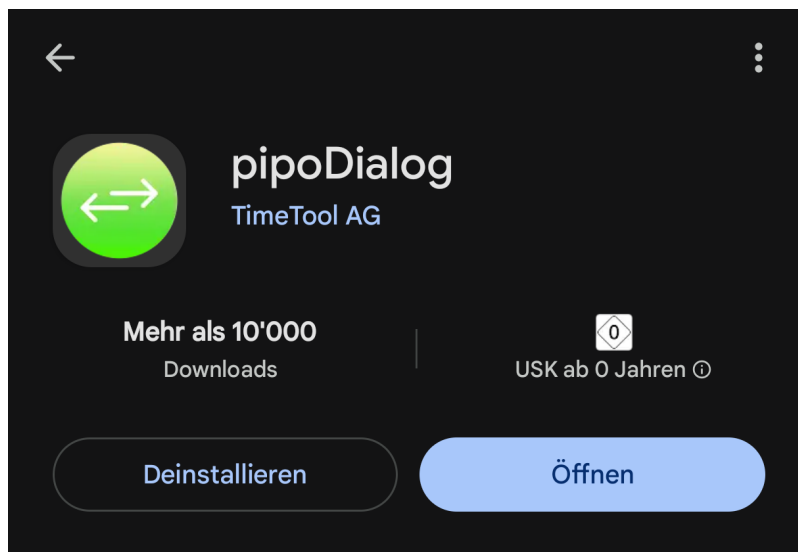 pipoDialog
TimeTool AG
Mehr als 10'000
Downloads
0
USK ab 0 Jahren
Deinstallieren
Öffnen